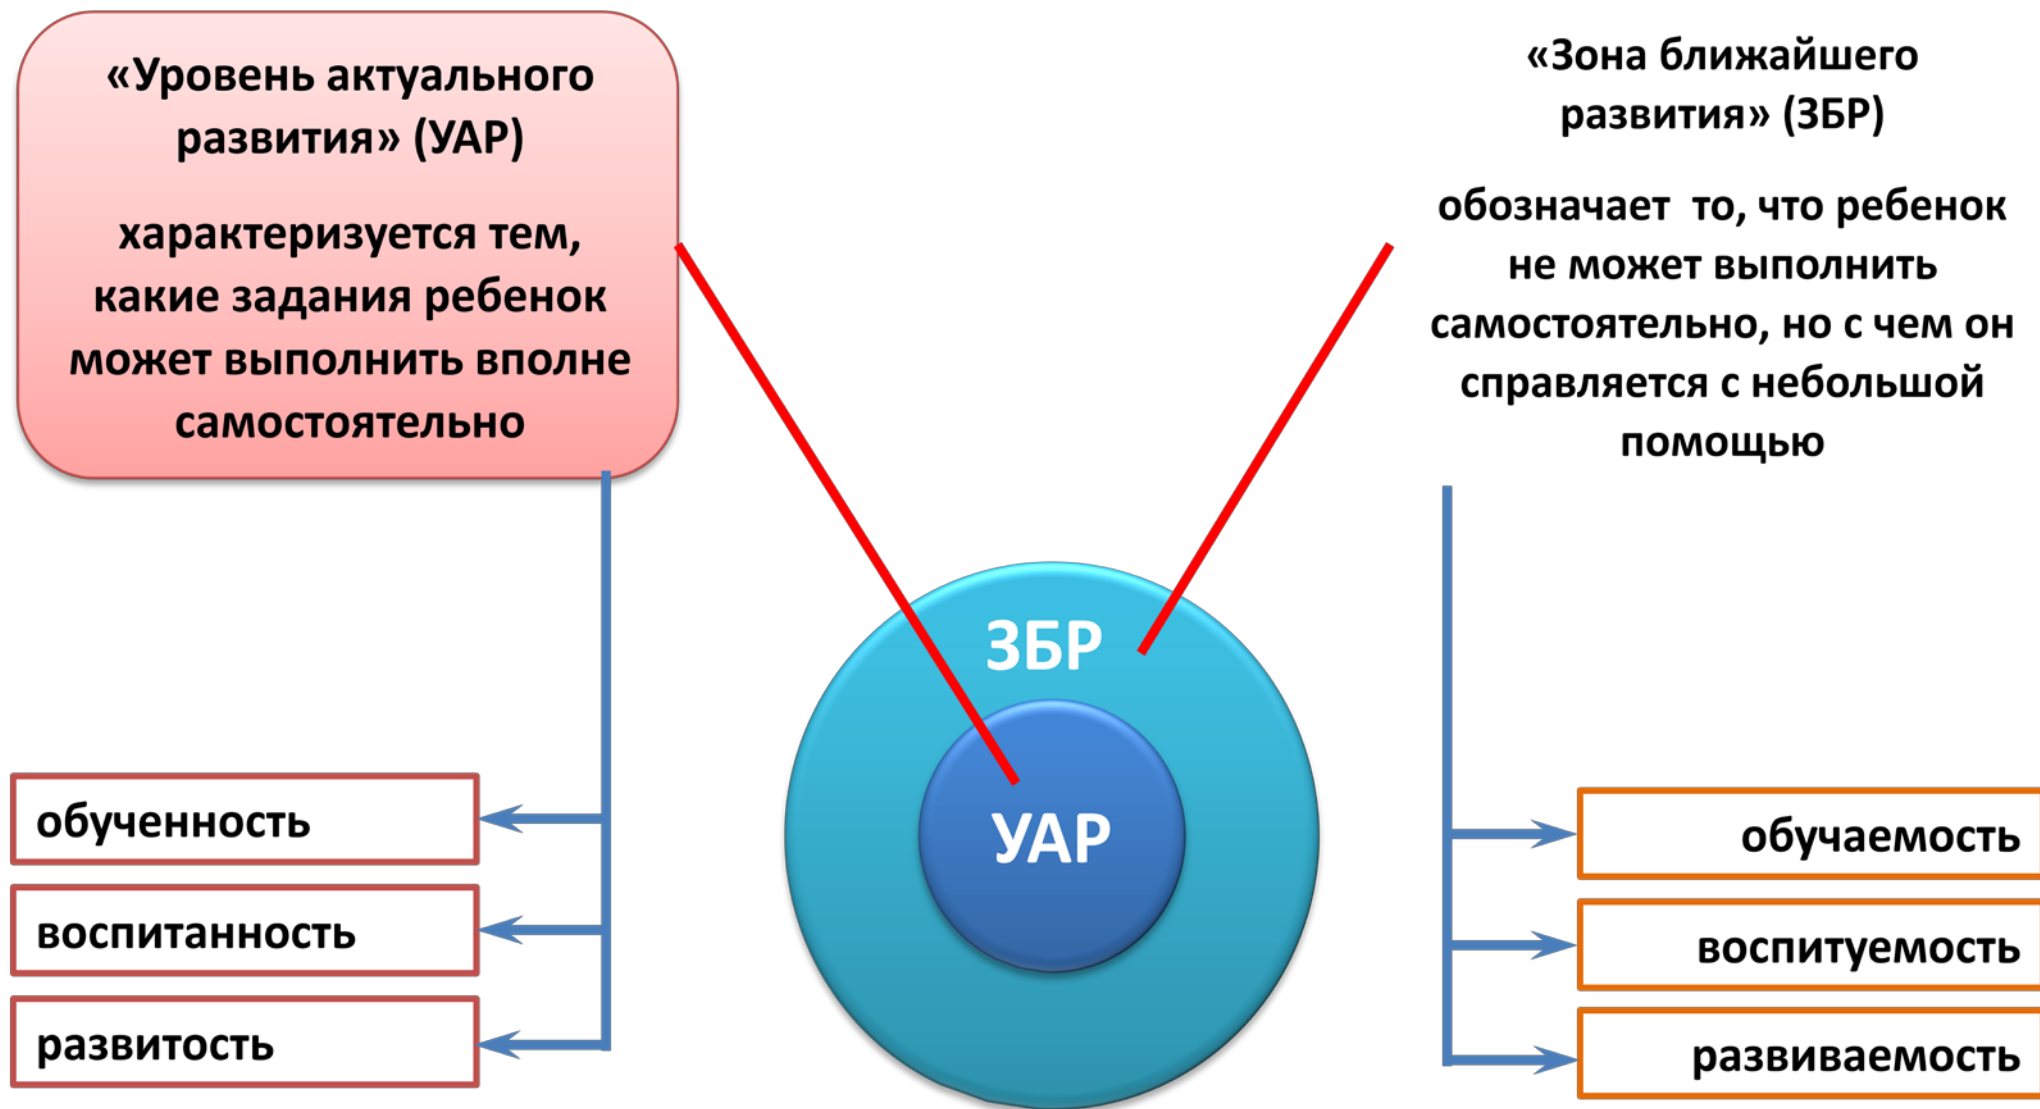 «Уровень актуального
развития» (УАР)
характеризуется тем,
какие задания ребенок
может выполнить вполне
самостоятельно
«Зона ближайшего
развития» (ЗБР)
обозначает  то, что ребенок
не может выполнить
самостоятельно, но с чем он
справляется с небольшой
помощью
ЗБР
УАР
обученность
воспитанность
развитость
обучаемость
воспитуемость
развиваемость